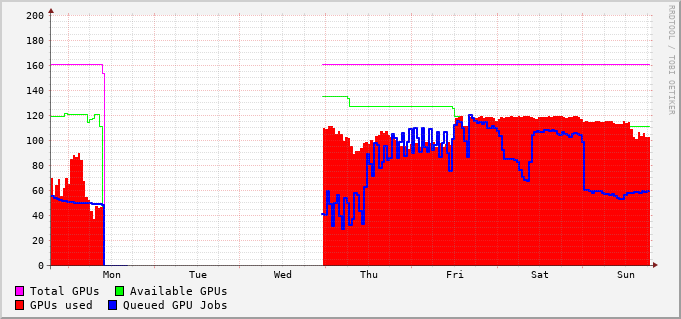 RRDTOOL / TOBI OETIKER
200
180
160
140
120
100
80
60
40
20
0
Mon Tue Wed Thu Fri Sat Sun
Total GPUs Available GPUs
GPUs used Queued GPU Jobs